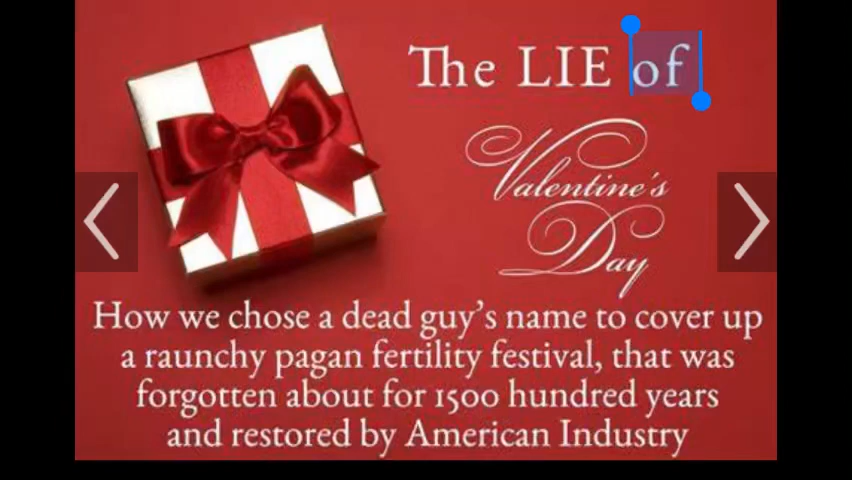 The LIE of
Valentine's
Day
How we chose a dead guy's name to cover up
a raunchy pagan fertility festival, that was
forgotten about for 1500 hundred years
and restored by American Industry